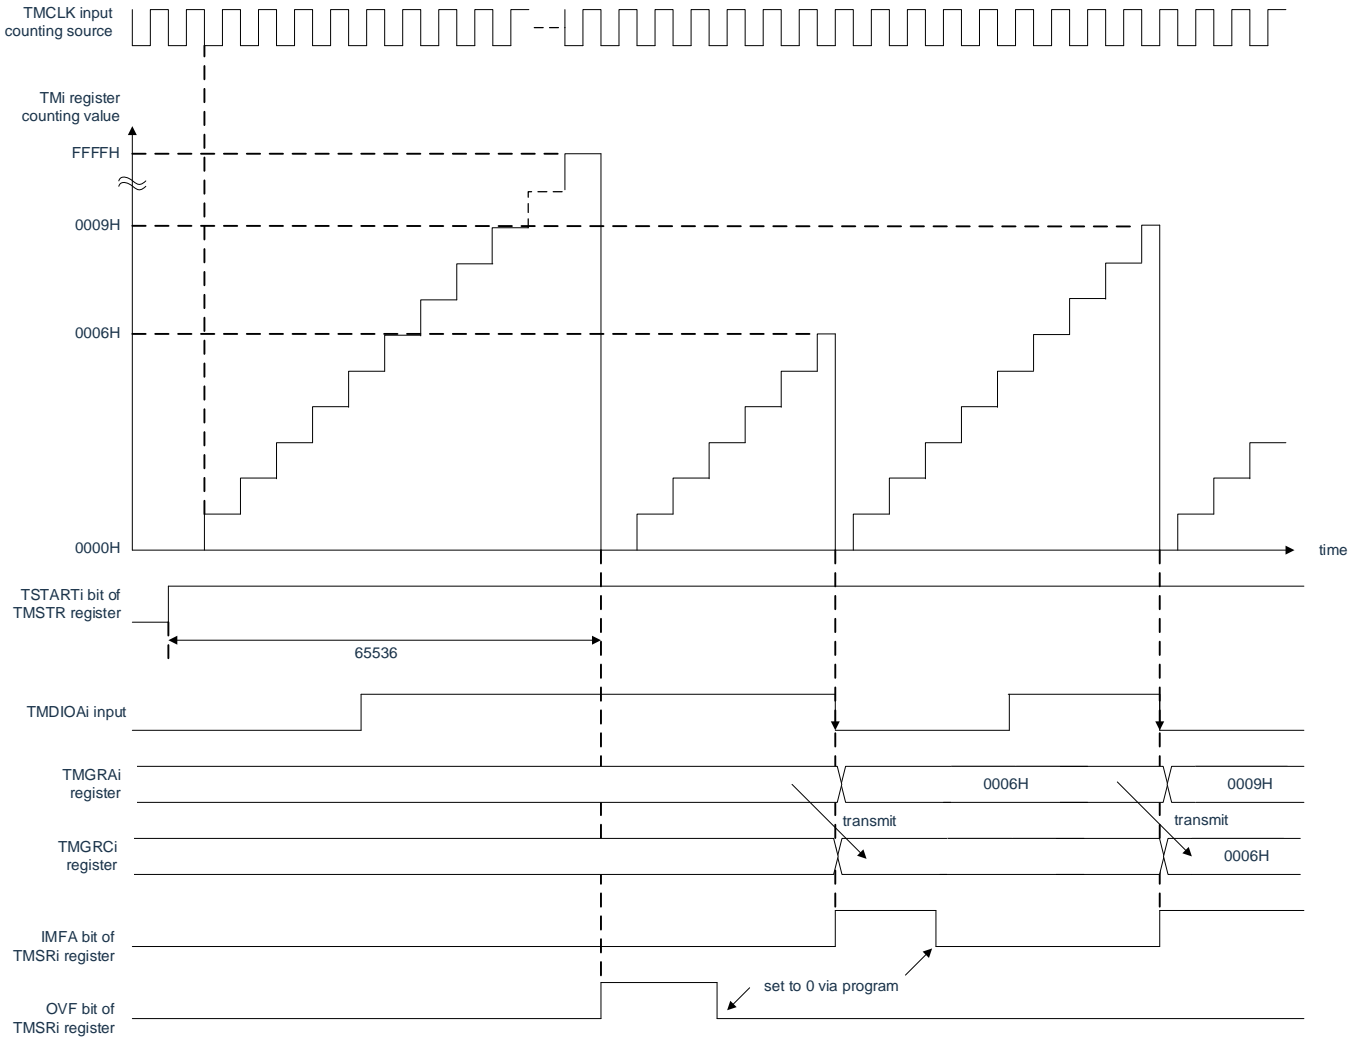 TMCLK input
counting source
TMi register
counting value
FFFFH
0009H
0006H
0000H
time
TSTARTi bit of
TMSTR register
65536
TMDIOAi input
TMGRAi
register
0006H
0009H
transmit
transmit
TMGRCi
register
0006H
IMFA bit of
TMSRi register
set to 0 via program
OVF bit of
TMSRi register